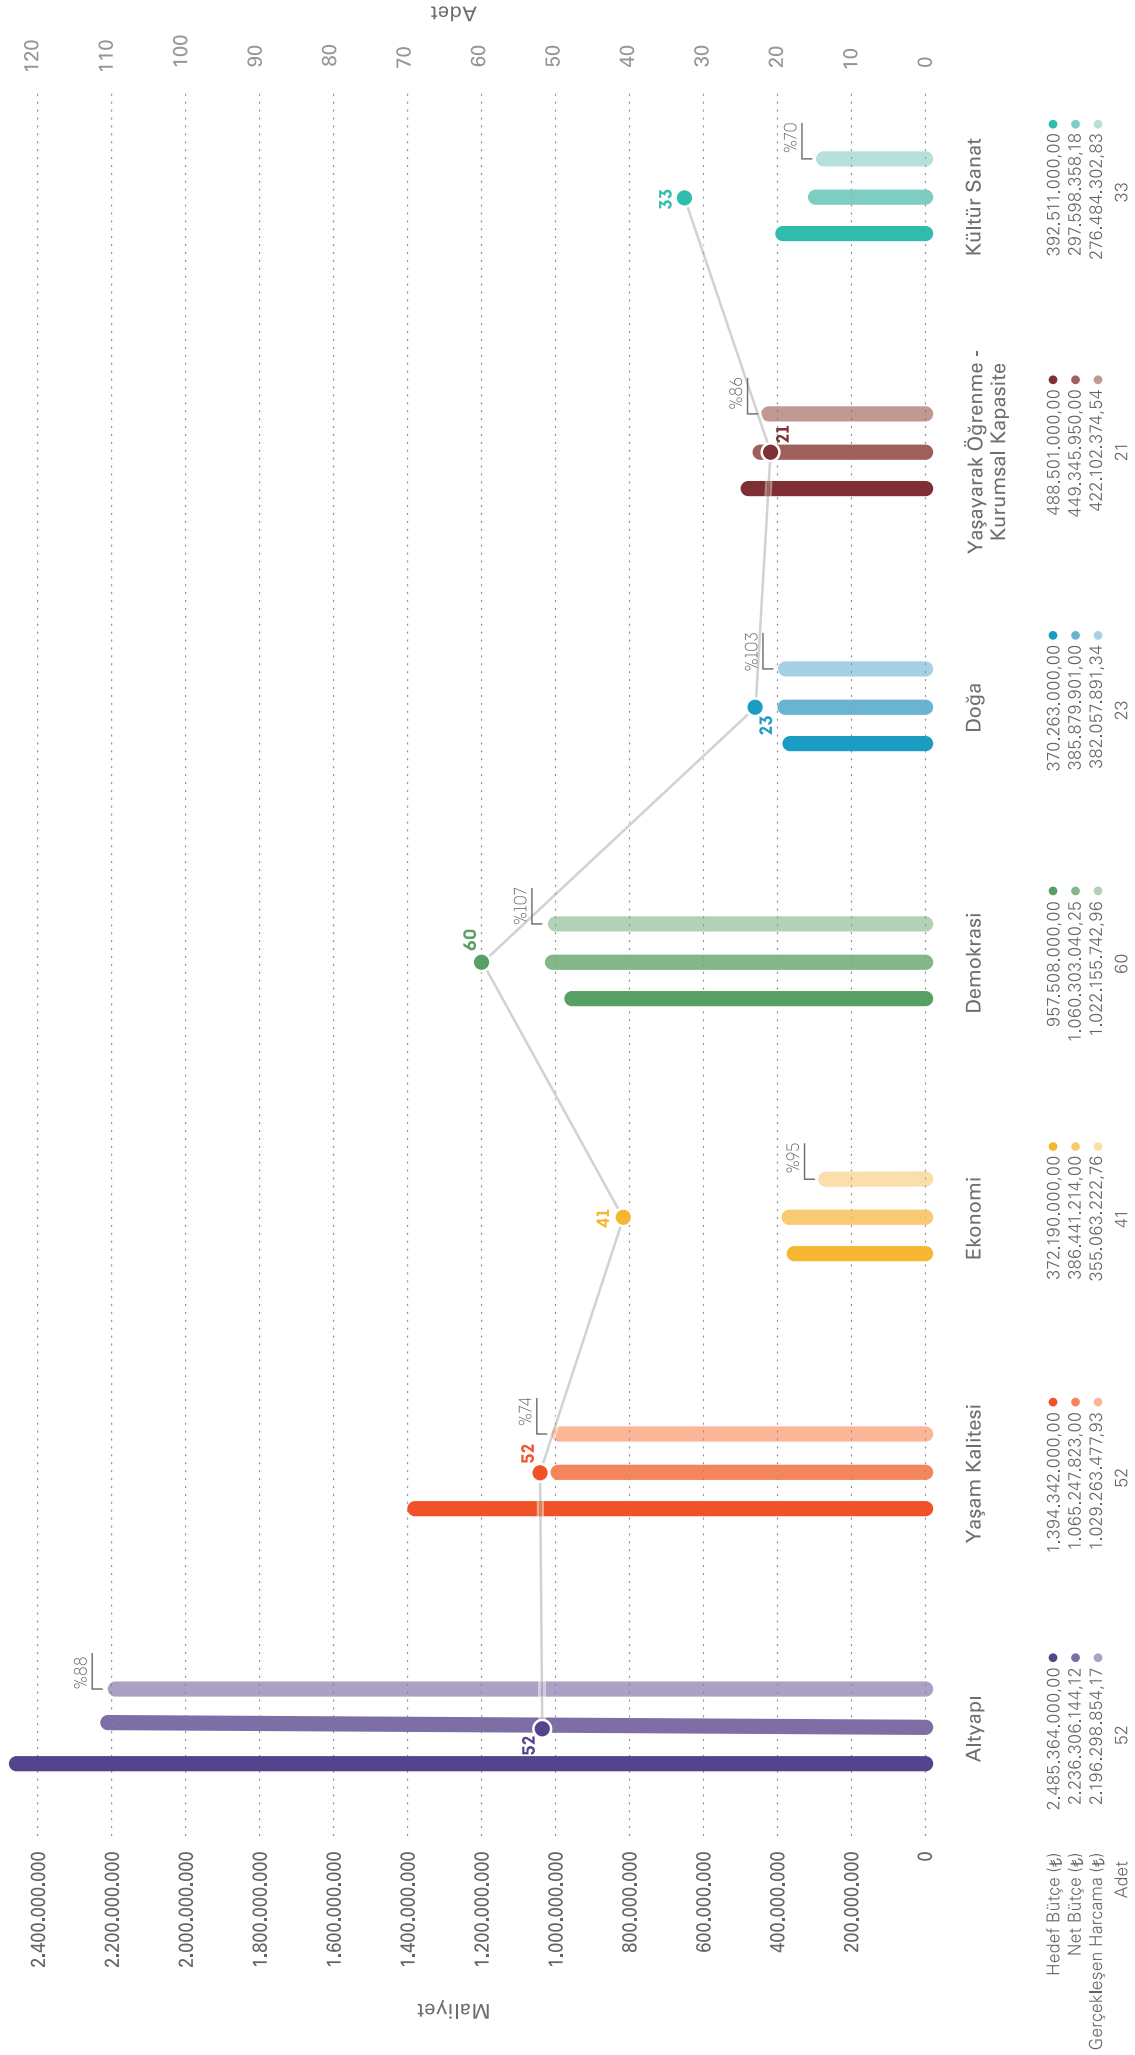 Maliyet
2.400.000.000
2.200.000.000
2.000.000.000
1.800.000.000
1.600.000.000
1.400.000.000
1.200.000.000
1.000.000.000
800.000.000
600.000.000
400.000.000
200.000.000
0
Adet
120
110
100
90
80
70
60
50
40
30
20
10
0
52
%88
52
%74
41
%95
60
%107
23
%103
21
%86
33
%70
Altyapı
Yaşam Kalitesi
Ekonomi
Demokrasi
Doğa
Yaşayarak Öğrenme -
Kurumsal Kapasite
Kültür Sanat
Hedef Bütçe (₺) 2.485.364.000,00 1.394.342.000,00 372.190.000,00 957.508.000,00 370.263.000,00 488.501.000,00 392.511.000,00
Net Bütçe (₺) 2.236.306.144,12 1.065.247.823,00 386.441.214,00 1.060.303.040,25 385.879.901,00 449.345.950,00 297.598.358,18
Gerçekleşen Harcama (₺) 2.196.298.854,17 1.029.263.477,93 355.063.222,76 1.022.155.742,96 382.057.891,34 422.102.374,54 276.484.302,83
Adet 52 52 41 60 23 21 33